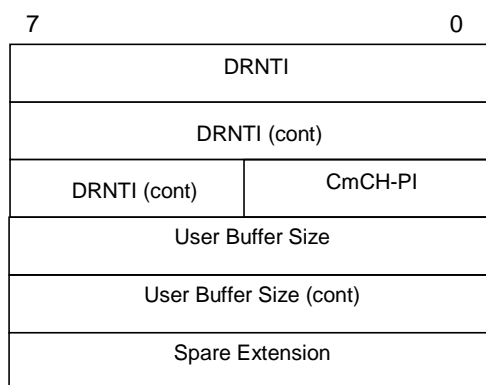 7 0
DRNTI
DRNTI (cont)
DRNTI (cont) CmCH-PI
User Buffer Size
User Buffer Size (cont)
Spare Extension